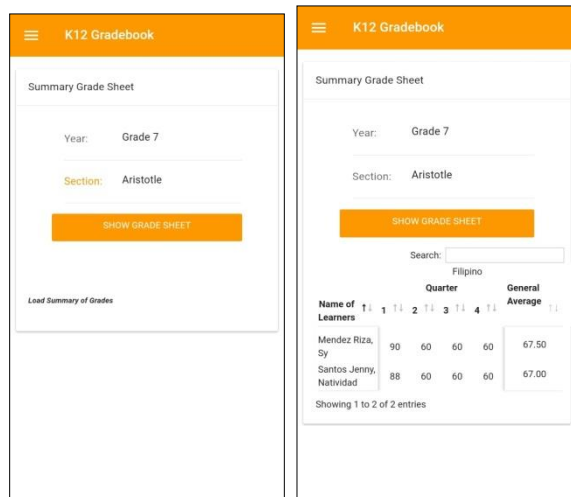 K12 Gradebook
Summary Grade Sheet
Year: Grade 7
Section: Aristotle
SHOW GRADE SHEET
Load Summary of Grades
K12 Gradebook
Summary Grade Sheet
Year: Grade 7
Section: Aristotle
SHOW GRADE SHEET
Search:
Filipino
Quarter General
Name of 1 2 3 4 Average
Learners
Mendez Riza, 90 60 60 60 67.50
Sy
Santos Jenny, 88 60 60 60 67.00
Natividad
Showing 1 to 2 of 2 entries